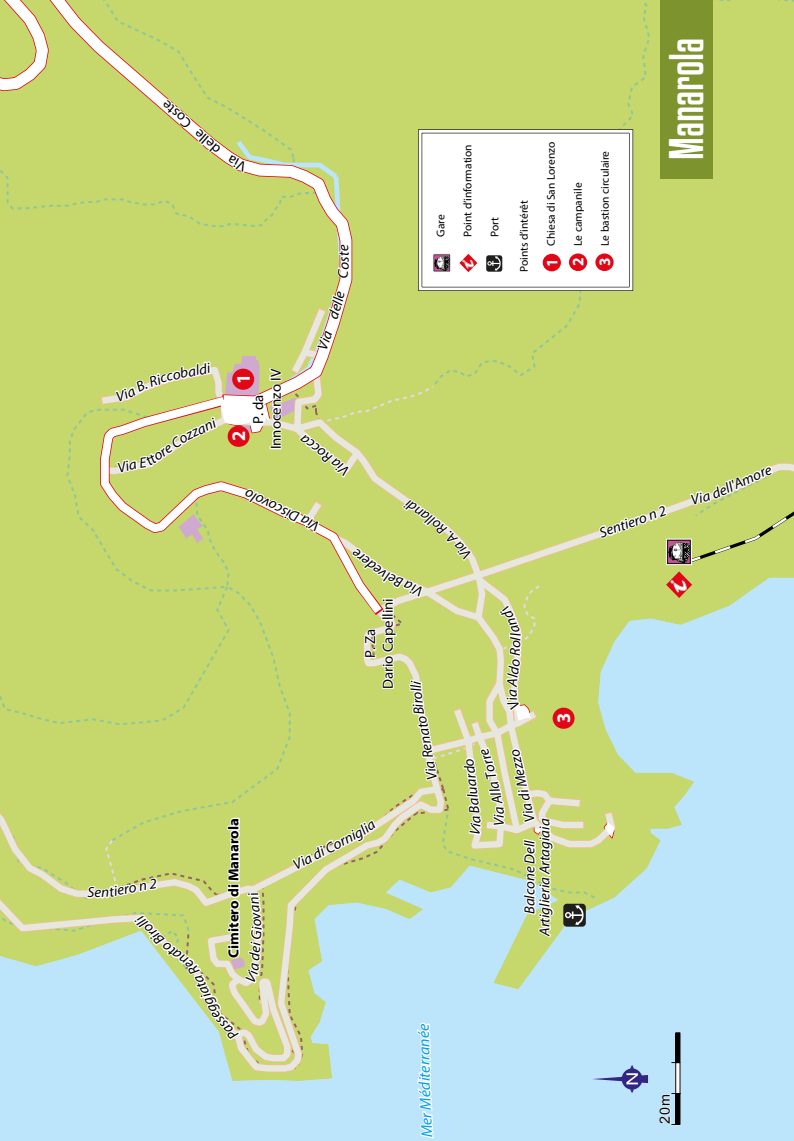 Manarola
Gare
Point d'information
Port
Points d'intérêt
1 Chiesa di San Lorenzo
2 Le campanile
3 Le bastion circulaire
Via delle Coste
Via delle Coste
Via B. Riccobaldi
1
P. da
Innocenzo IV
2
Via Ettore Cozzani
Via Rocca
Via Discovolo
Via A. Rollandi
Via Belvedere
Sentiero n 2
Via dell'Amore
i
P. Za
Dario Capellini
Via Aldo Rollandi
Via Renato Birolli
3
Via Baluardo
Via Alla Torre
Via di Mezzo
Balcone Dell
Artiglieria Artagiaia
Via di Corniglia
Sentiero n 2
Cimitero di Manarola
Via dei Giovani
Passeggiata Renato Birolli
Mer Méditerranée
N
20m